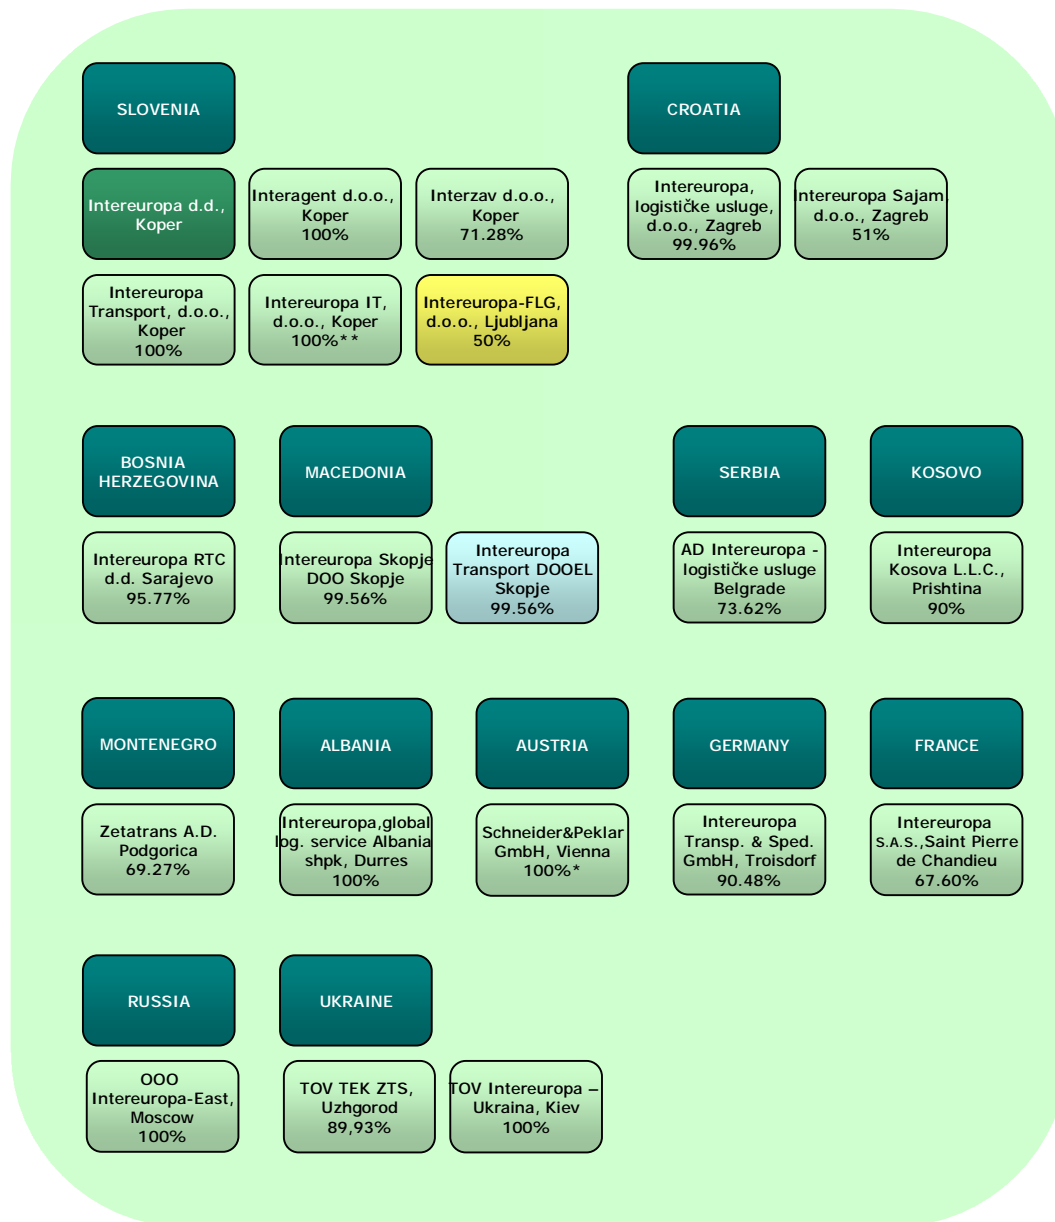 SLOVENIA
CROATIA
Intereuropa d.d.,
Koper
Interagent d.o.o.,
Koper
100%
Interzav d.o.o.,
Koper
71.28%
Intereuropa,
logističke usluge,
d.o.o., Zagreb
99.96%
Intereuropa Sajam,
d.o.o., Zagreb
51%
Intereuropa
Transport, d.o.o.,
Koper
100%
Intereuropa IT,
d.o.o., Koper
100%**
Intereuropa-FLG,
d.o.o., Ljubljana
50%
BOSNIA
HERZEGOVINA
MACEDONIA
SERBIA
KOSOVO
Intereuropa RTC
d.d. Sarajevo
95.77%
Intereuropa Skopje
DOO Skopje
99.56%
Intereuropa
Transport DOOEL
Skopje
99.56%
AD Intereuropa -
logističke usluge
Belgrade
73.62%
Intereuropa
Kosova L.L.C.,
Prishtina
90%
MONTENEGRO
ALBANIA
AUSTRIA
GERMANY
FRANCE
Zetatrans A.D.
Podgorica
69.27%
Intereuropa,global
log. service Albania
shpk, Durres
100%
Schneider&Peklar
GmbH, Vienna
100%*
Intereuropa
Transp. & Sped.
GmbH, Troisdorf
90.48%
Intereuropa
S.A.S.,Saint Pierre
de Chandieu
67.60%
RUSSIA
UKRAINE
OOO
Intereuropa-East,
Moscow
100%
TOV TEK ZTS,
Uzhgorod
89,93%
TOV Intereuropa –
Ukraina, Kiev
100%